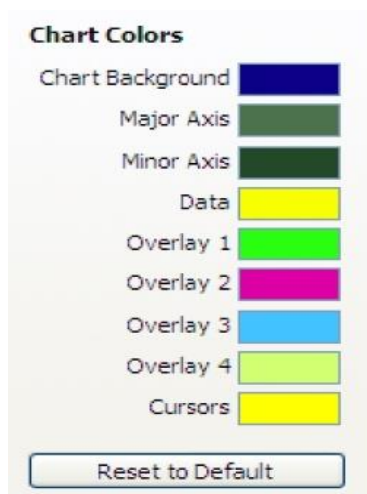 Chart Colors
Chart Background
Major Axis
Minor Axis
Data
Overlay 1
Overlay 2
Overlay 3
Overlay 4
Cursors
Reset to Default